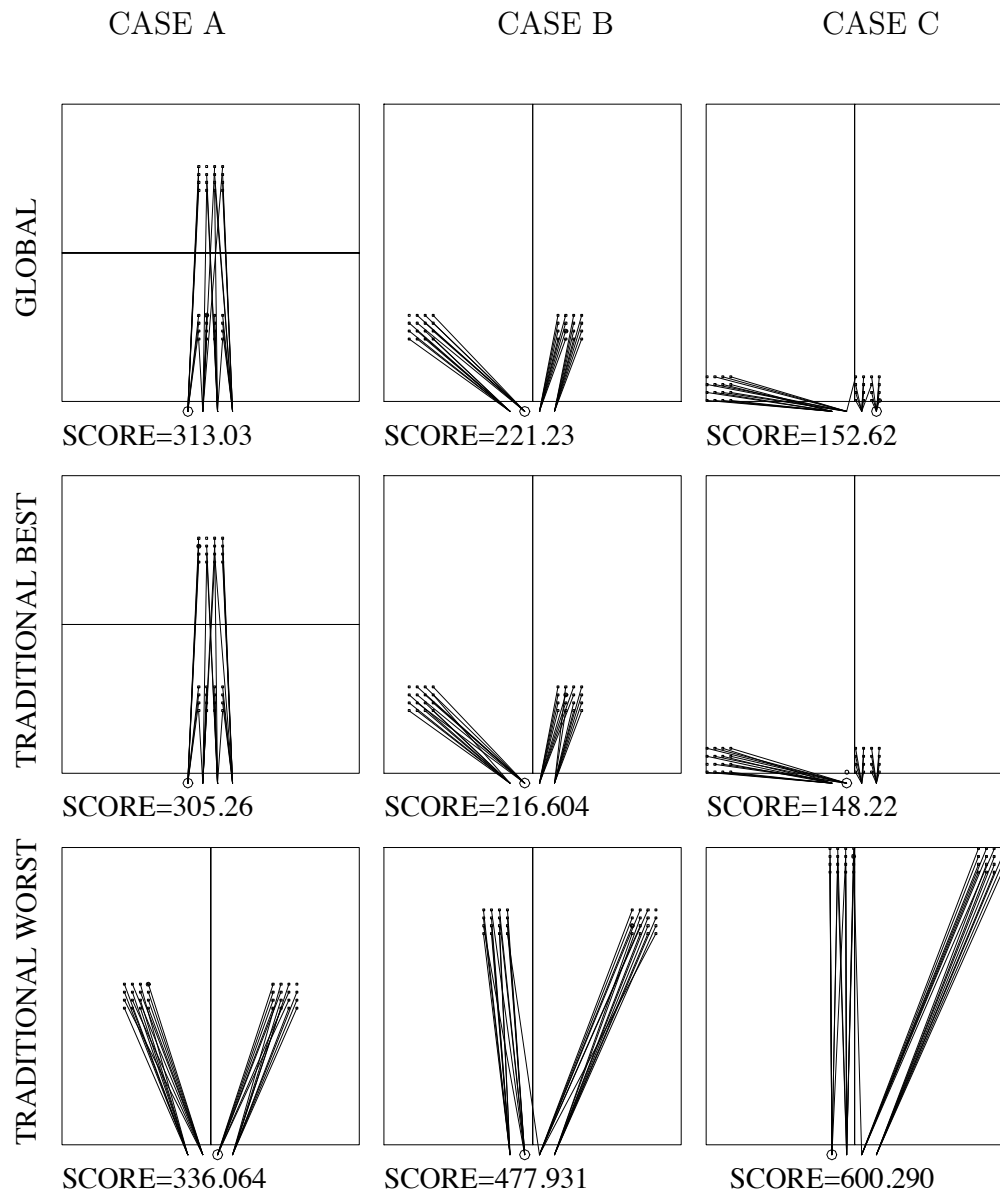 CASE A CASE B CASE C
GLOBAL
SCORE=313.03 SCORE=221.23 SCORE=152.62
TRADITIONAL BEST
SCORE=305.26 SCORE=216.604 SCORE=148.22
TRADITIONAL WORST
SCORE=336.064 SCORE=477.931 SCORE=600.290